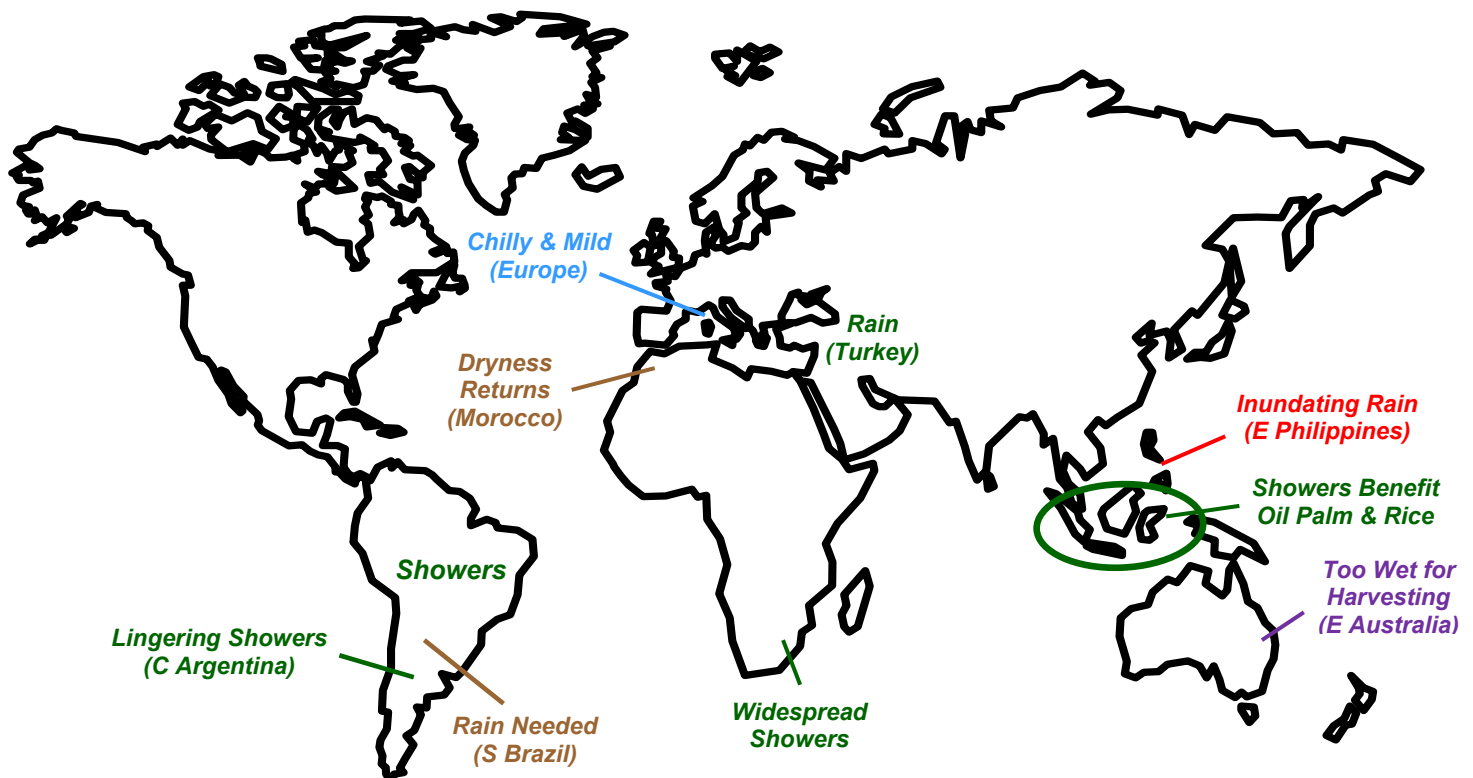 Chilly & Mild
(Europe)
Rain
(Turkey)
Dryness
Returns
(Morocco)
Inundating Rain
(E Philippines)
Showers Benefit
Oil Palm & Rice
Showers
Too Wet for
Harvesting
(E Australia)
Lingering Showers
(C Argentina)
Rain Needed
(S Brazil)
Widespread
Showers